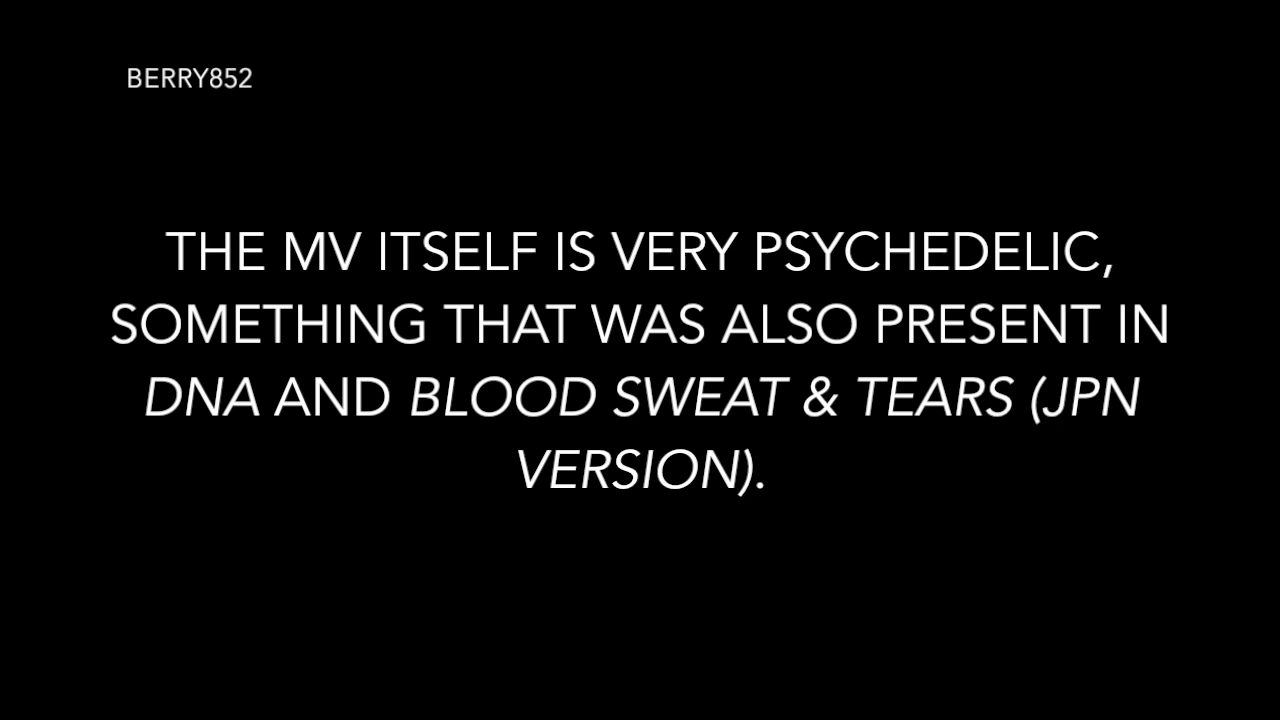 BERRY852
THE MV ITSELF IS VERY PSYCHEDELIC,
SOMETHING THAT WAS ALSO PRESENT IN
DNA AND BLOOD SWEAT & TEARS (JPN
VERSION).